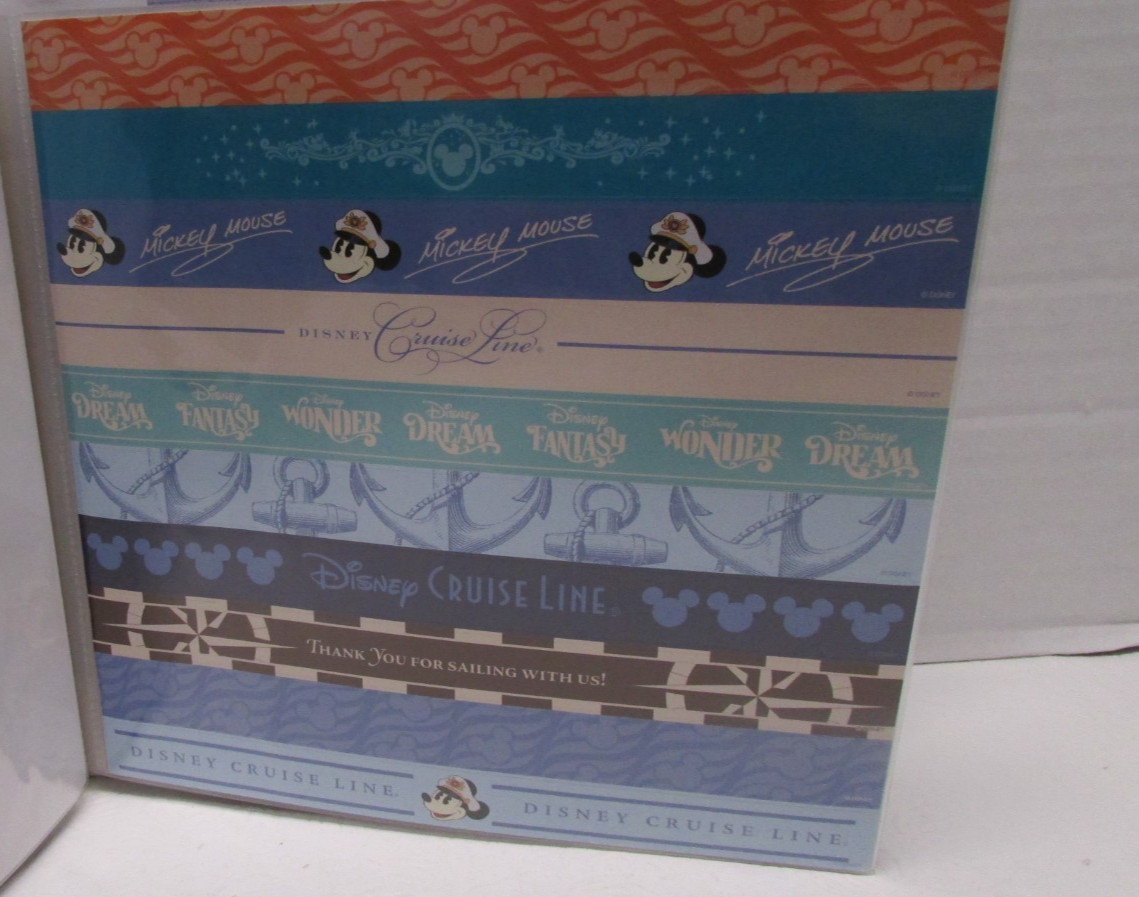 MICKEY MOUSE MICKEY MOUSE MICKEY MOUSE
© DISNEY
DISNEY Cruise Line®
© DISNEY
Disney DREAM Disney FANTASY Disney WONDER Disney DREAM Disney FANTASY Disney WONDER Disney DREAM
DISNEY CRUISE LINE®
THANK YOU FOR SAILING WITH US!
DISNEY CRUISE LINE® DISNEY CRUISE LINE®